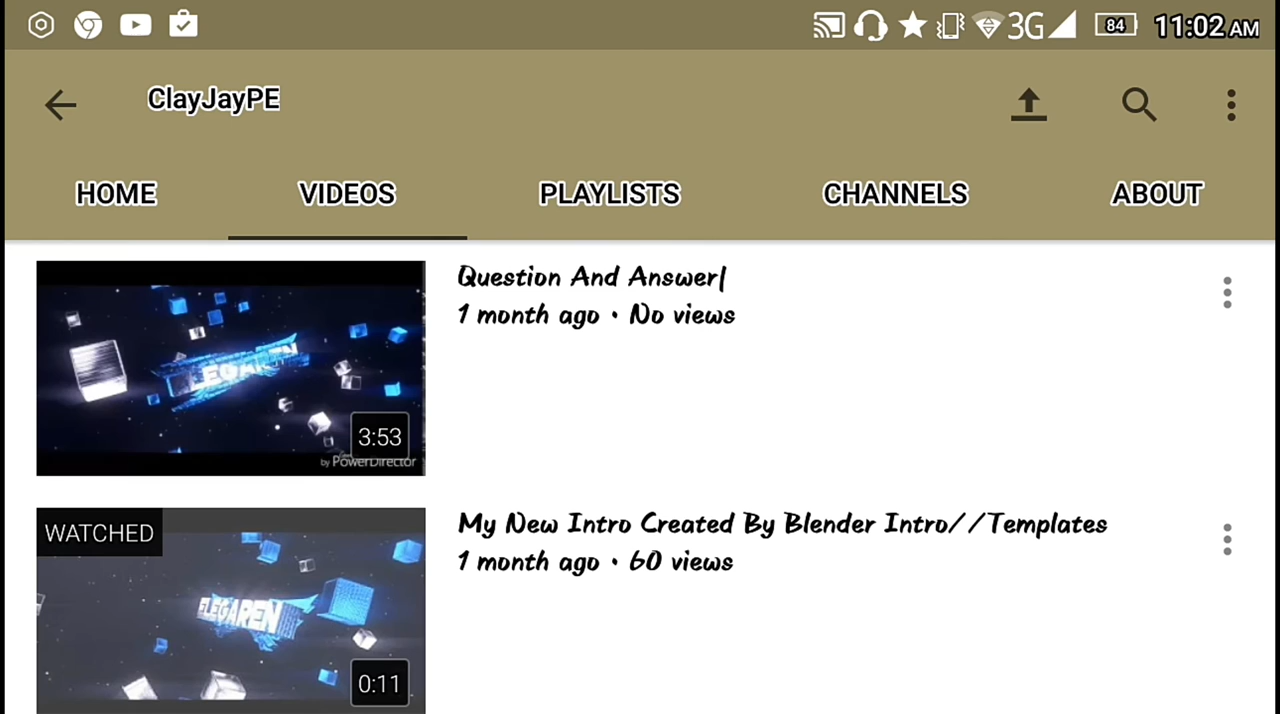 3G 84 11:02 AM
ClayJayPE
HOME VIDEOS PLAYLISTS CHANNELS ABOUT
Question And Answer|
1 month ago • No views
3:53
by PowerDirector
WATCHED
My New Intro Created By Blender Intro//Templates
1 month ago • 60 views
ELEGAREN
0:11